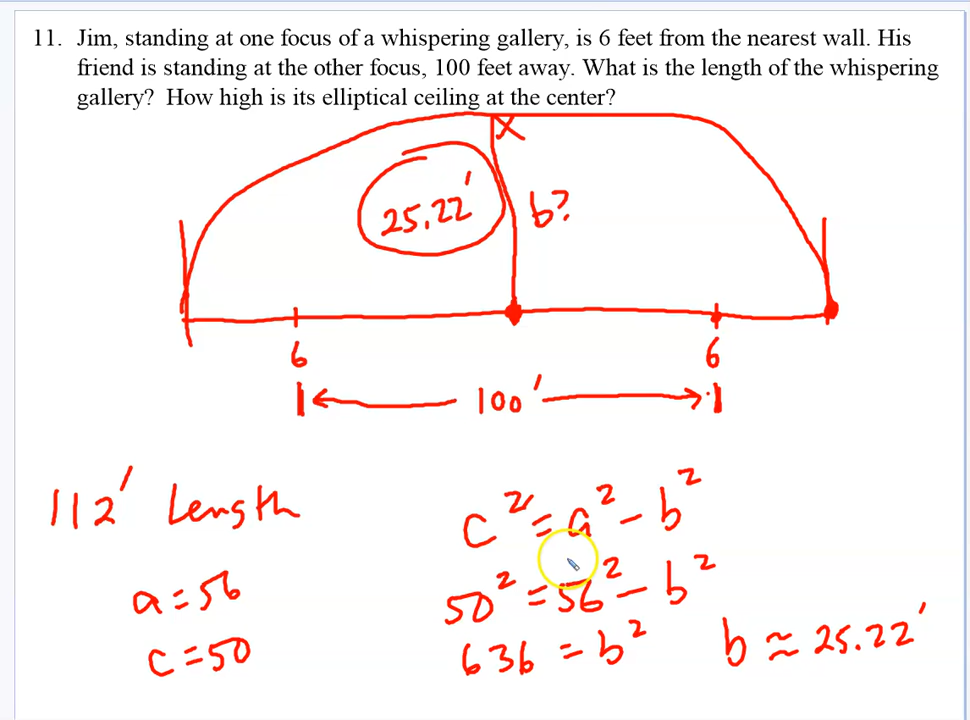 11. Jim, standing at one focus of a whispering gallery, is 6 feet from the nearest wall. His
friend is standing at the other focus, 100 feet away. What is the length of the whispering
gallery? How high is its elliptical ceiling at the center?
x
25.22' b?
6 6
100'
112' Length
c² = a² - b²
a = 56
50² = 56² - b²
c = 50
636 = b² b ≈ 25.22'